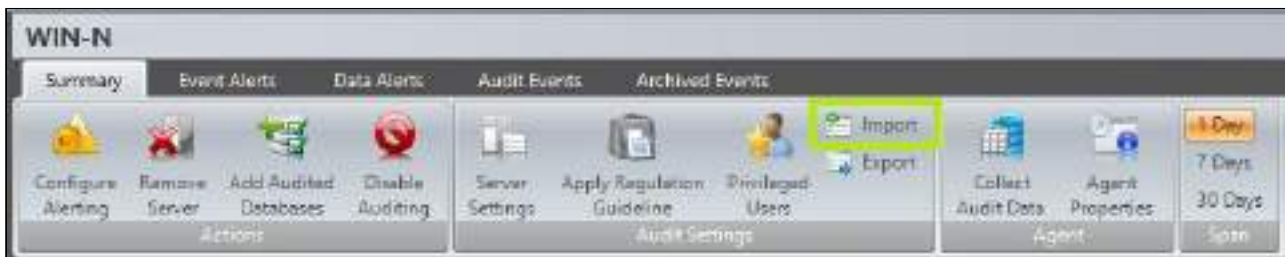 WIN-N
Summary Event Alerts Data Alerts Audit Events Archived Events
Import
Export
1 Day
7 Days
30 Days
Configure Alerting
Remove Server
Add Audited Databases
Disable Auditing
Server Settings
Apply Regulation Guideline
Privileged Users
Collect Audit Data
Agent Properties
Actions
Audit Settings
Agent
Span